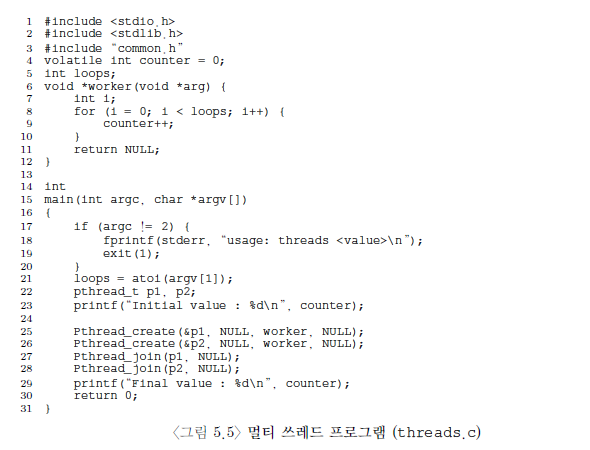 1 #include <stdio.h>
2 #include <stdlib.h>
3 #include "common.h"
4 volatile int counter = 0;
5 int loops;
6 void *worker(void *arg) {
7     int i;
8     for (i = 0; i < loops; i++) {
9         counter++;
10     }
11     return NULL;
12 }
13
14 int
15 main(int argc, char *argv[])
16 {
17     if (argc != 2) {
18         fprintf(stderr, "usage: threads <value>\n");
19         exit(1);
20     }
21     loops = atoi(argv[1]);
22     pthread_t p1, p2;
23     printf("Initial value : %d\n", counter);
24
25     Pthread_create(&p1, NULL, worker, NULL);
26     Pthread_create(&p2, NULL, worker, NULL);
27     Pthread_join(p1, NULL);
28     Pthread_join(p2, NULL);
29     printf("Final value : %d\n", counter);
30     return 0;
31 }
〈그림 5.5〉 멀티 쓰레드 프로그램 (threads.c)